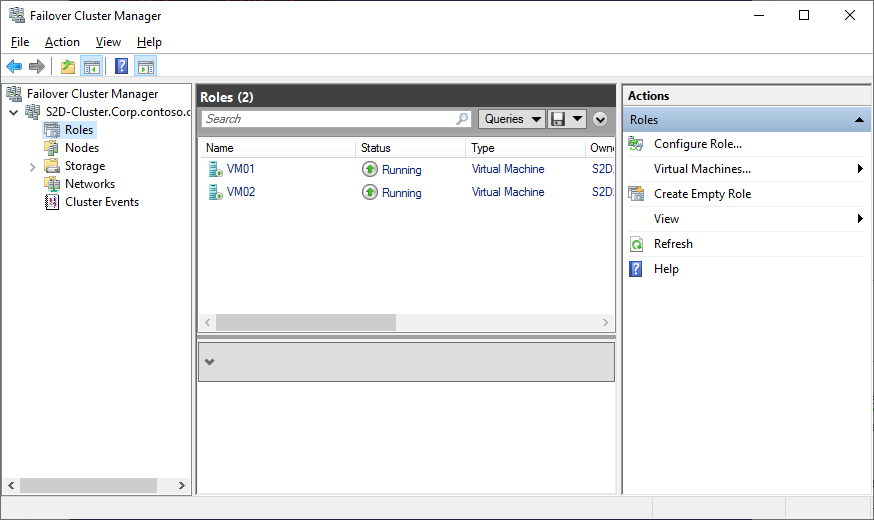 Failover Cluster Manager
File Action View Help
Failover Cluster Manager
S2D-Cluster.Corp.contoso.c
Roles
Nodes
Storage
Networks
Cluster Events
Roles (2)
Search
Queries
Name Status Type Owne
VM01 Running Virtual Machine S2D
VM02 Running Virtual Machine S2D
Actions
Roles
Configure Role...
Virtual Machines...
Create Empty Role
View
Refresh
Help